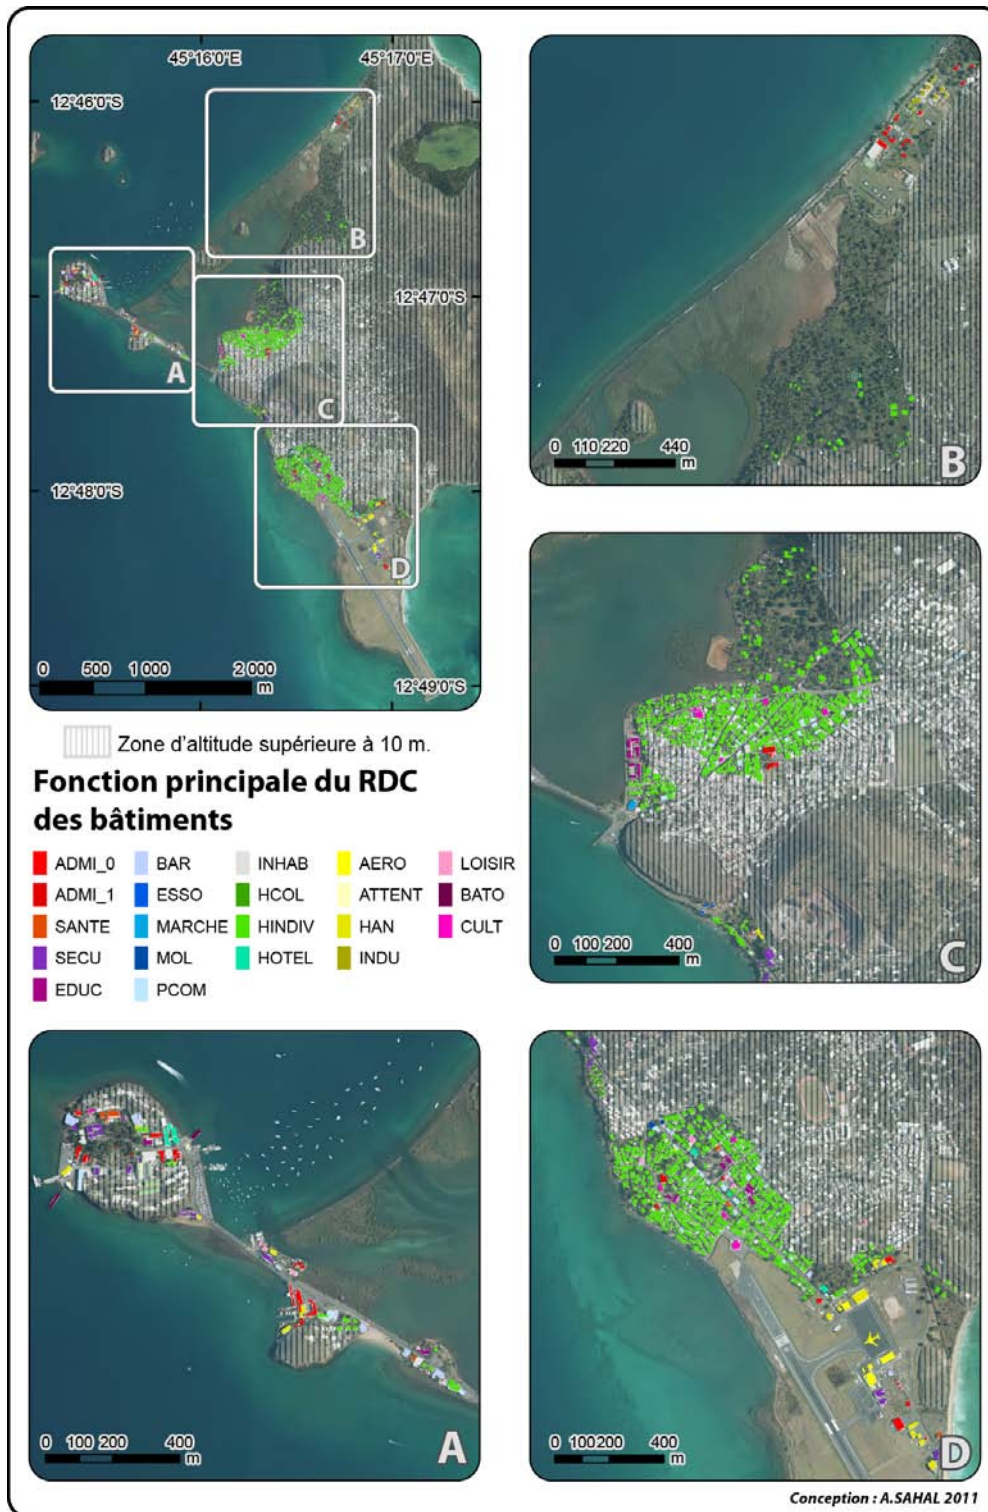 45°16'0"E
45°17'0"E
12°46'0"S
B
12°47'0"S
A
C
12°48'0"S
D
0 500 1 000 2 000
m
12°49'0"S
0 110 220 440
m
B
Zone d'altitude supérieure à 10 m.
Fonction principale du RDC
des bâtiments
ADMI_0 BAR INHAB AERO LOISIR
ADMI_1 ESSO HCOL ATTENT BATO
SANTE MARCHE HINDIV HAN CULT
SECU MOL HOTEL INDU
EDUC PCOM
0 100 200 400
m
C
0 100 200 400
m
A
0 100 200 400
m
D
Conception : A.SAHAL 2011